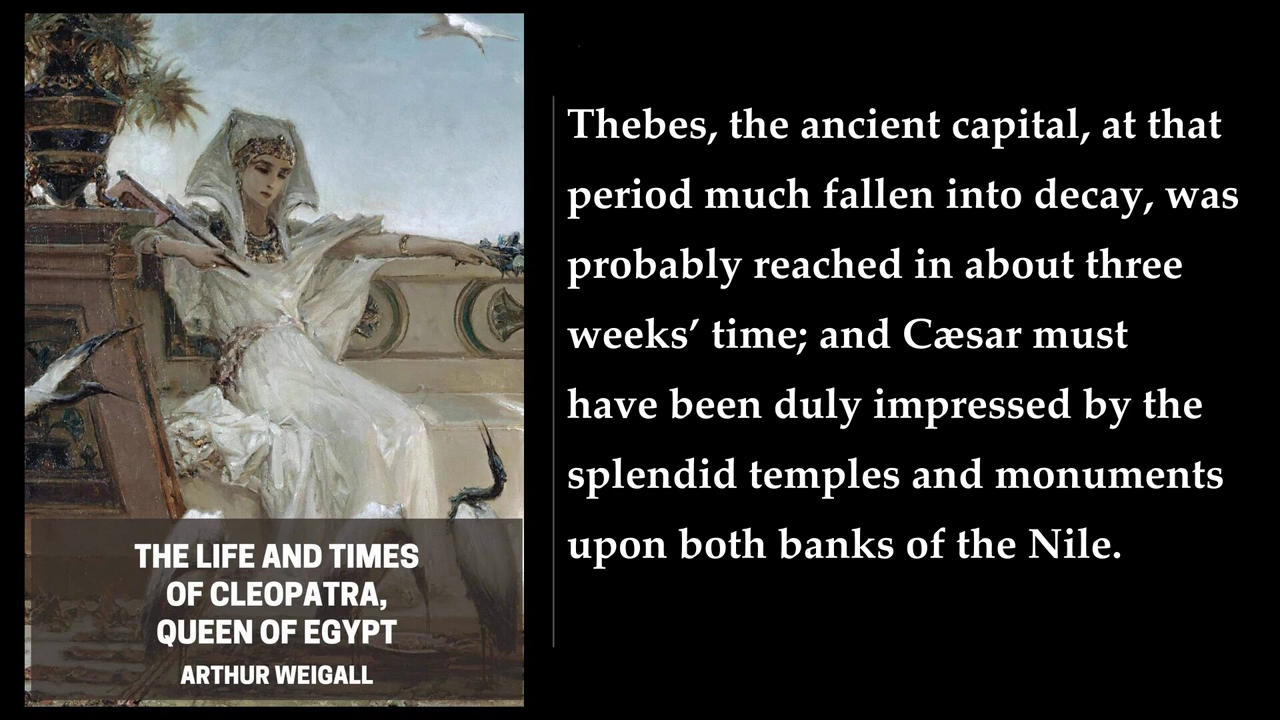 THE LIFE AND TIMES
OF CLEOPATRA,
QUEEN OF EGYPT
ARTHUR WEIGALL
Thebes, the ancient capital, at that
period much fallen into decay, was
probably reached in about three
weeks’ time; and Cæsar must
have been duly impressed by the
splendid temples and monuments
upon both banks of the Nile.